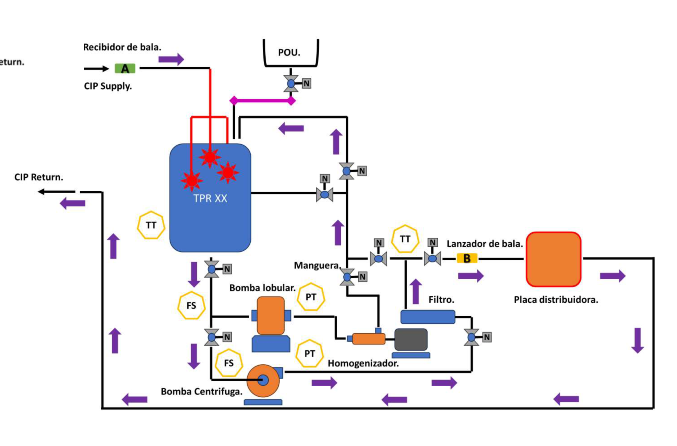 Recibidor de bala.
POU.
eturn.
A
N
CIP Supply.
CIP Return.
TPR XX
N
N
TT
TT
N
N
Lanzador de bala.
B
Manguera.
N
N
Bomba lobular.
PT
Filtro.
Placa distribuidora.
FS
N
PT
N
FS
Homogenizador.
Bomba Centrifuga.